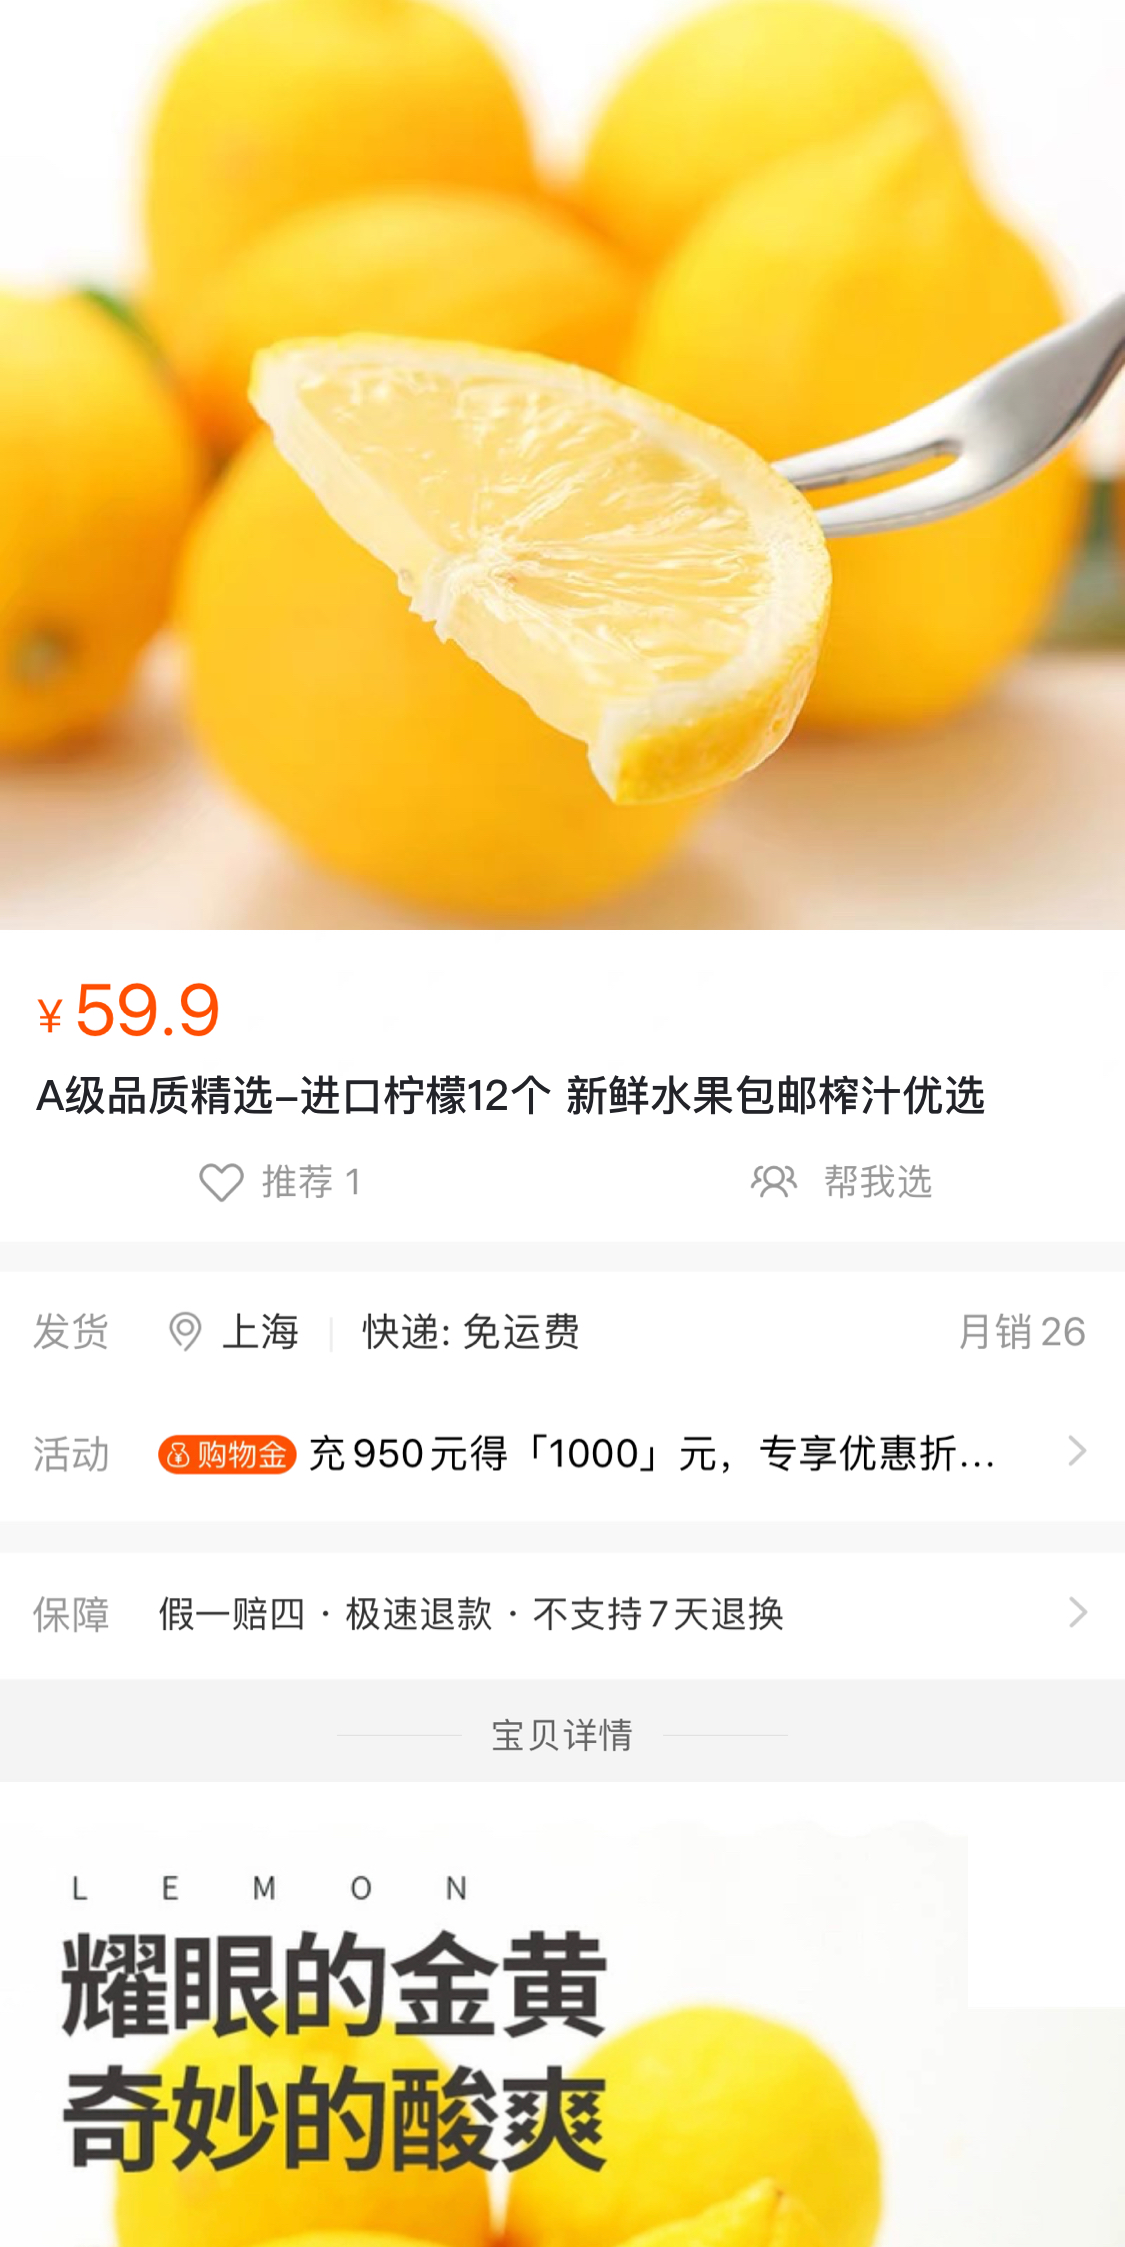 ¥59.9
A级品质精选-进口柠檬12个 新鲜水果包邮榨汁优选
推荐 1 帮我选
发货 上海 快递: 免运费 月销 26
活动 购物金 充950元得「1000」元，专享优惠折...
保障 假一赔四 · 极速退款 · 不支持7天退换
宝贝详情
LEMON
耀眼的金黄
奇妙的酸爽